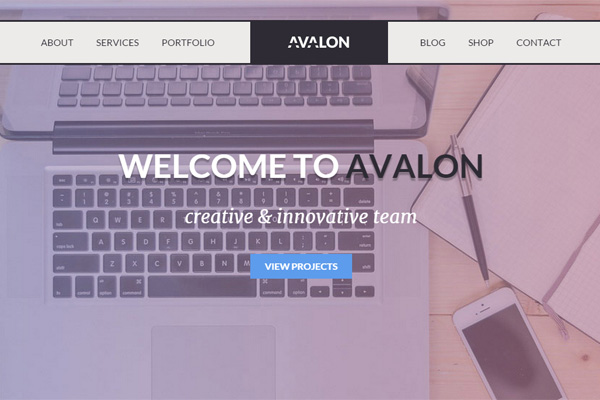 ABOUT SERVICES PORTFOLIO AVALON BLOG SHOP CONTACT
WELCOME TO AVALON
creative & innovative team
VIEW PROJECTS